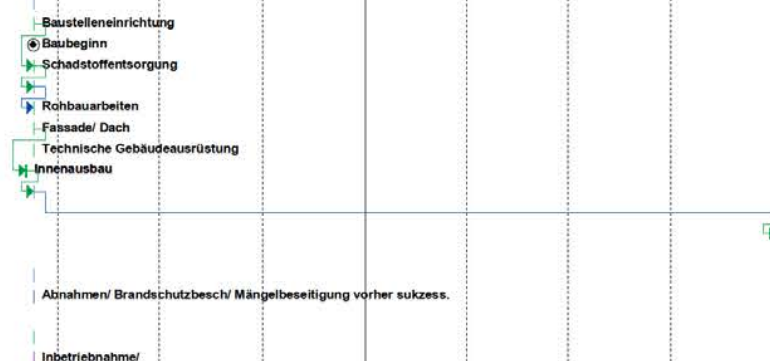 Baustelleneinrichtung
Baubeginn
Schadstoffentsorgung
Rohbauarbeiten
Fassade/ Dach
Technische Gebäudeausrüstung
Innenausbau
Abnahmen/ Brandschutzbesch/ Mängelbeseitigung vorher sukzess.
Inbetriebnahme/